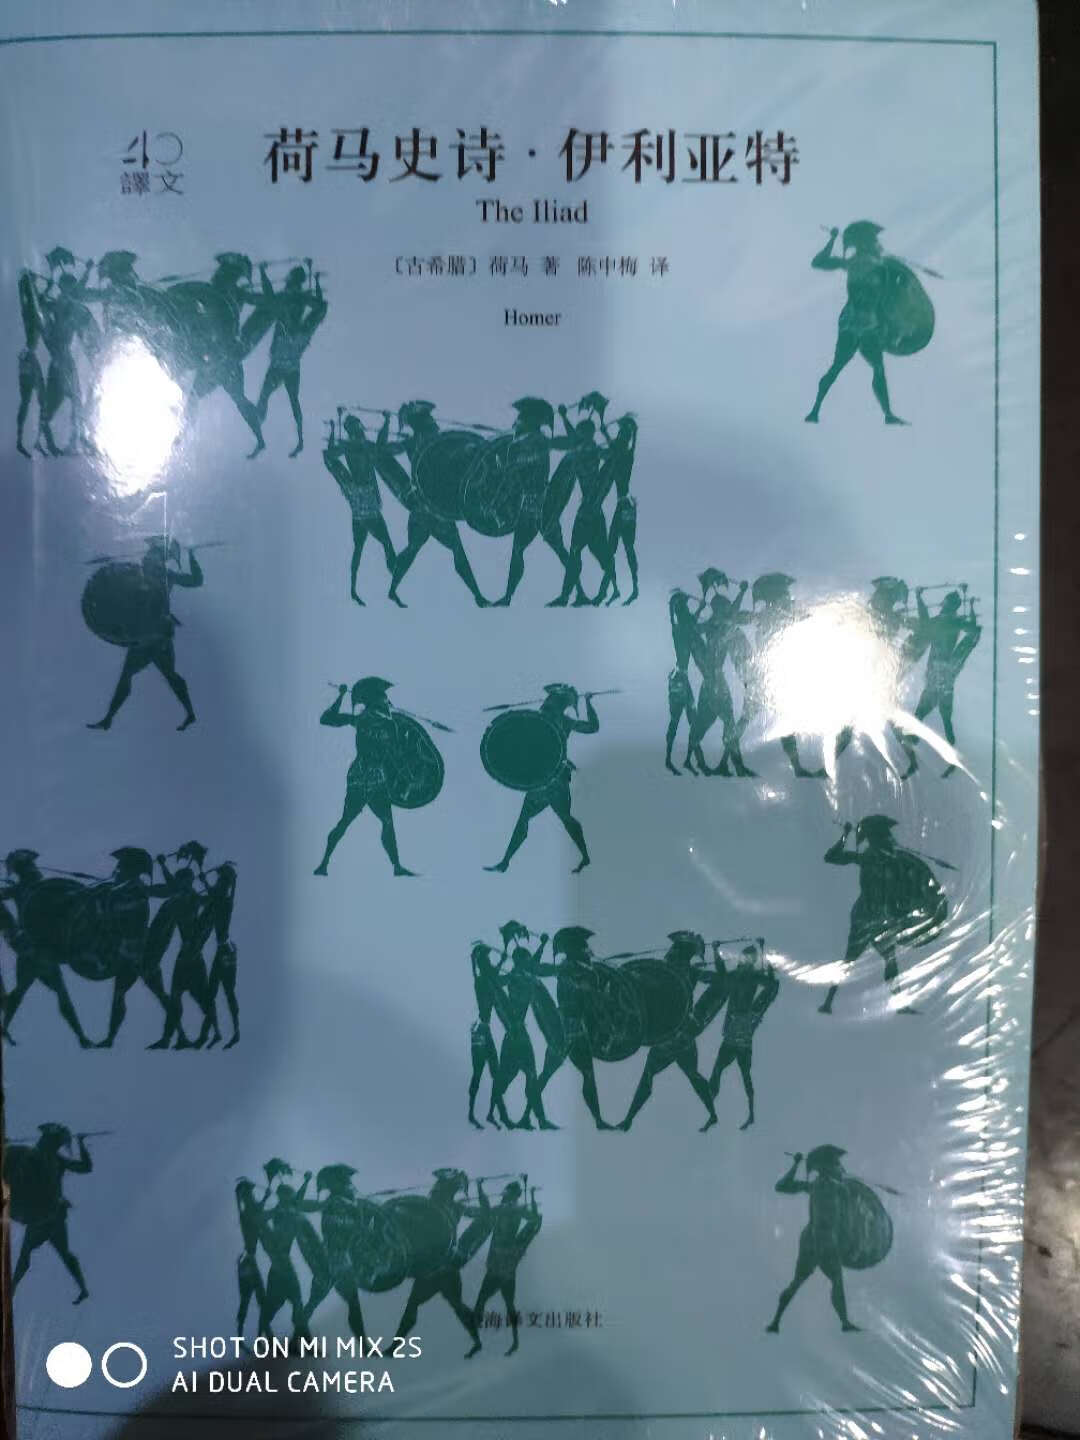 40
譯文
荷马史诗·伊利亚特
The Iliad
〔古希腊〕荷马 著 陈中梅 译
Homer
海译文出版社
SHOT ON MI MIX 2S
AI DUAL CAMERA